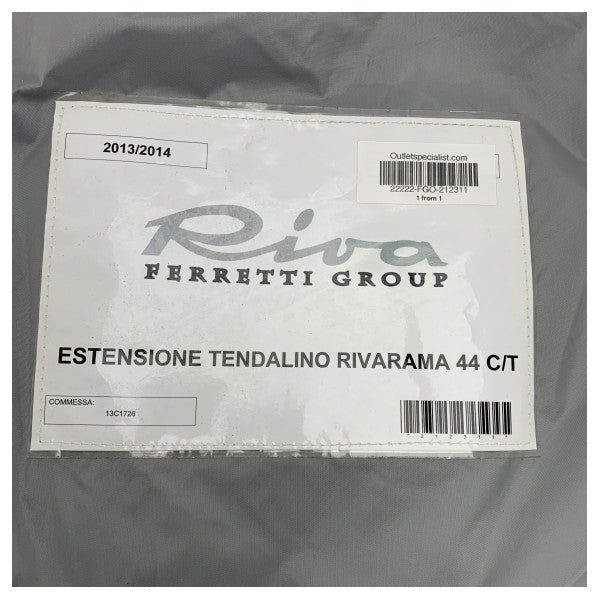 2013/2014
Outletspecialist.com
22222-FGO-212311
1 from 1
Riva
FERRETTI GROUP
ESTENSIONE TENDALINO RIVARAMA 44 C/T
COMMESSA:
13C1726
*212311*